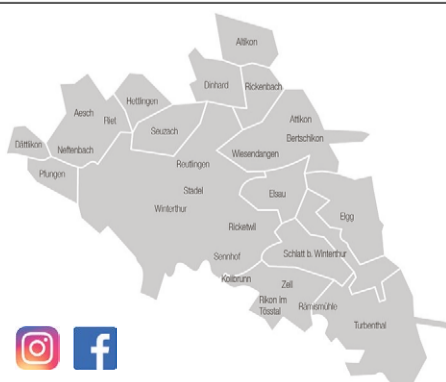 Altikon
Dinhard
Rickenbach
Hettlingen
Aesch
Riet
Attikon
Seuzach
Bertschikon
Dättlikon
Neftenbach
Wiesendangen
Reutlingen
Pfungen
Stadel
Elsau
Winterthur
Elgg
Ricketwil
Sennhof
Schlatt b. Winterthur
Kollbrunn
Zell
Rikon im
Tösstal
Rämismühle
Turbenthal